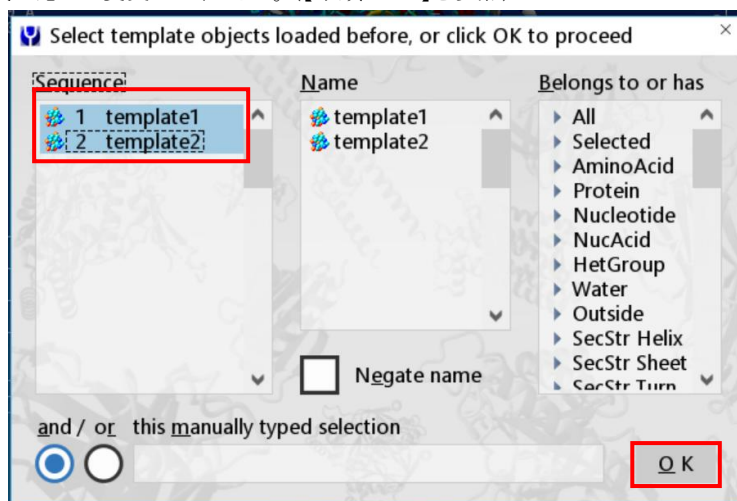 Select template objects loaded before, or click OK to proceed
Sequence
Name
Belongs to or has
1 template1
2 template2
template1
template2
All
Selected
AminoAcid
Protein
Nucleotide
NucAcid
HetGroup
Water
Outside
SecStr Helix
SecStr Sheet
SecStr Turn
Negate name
and / or this manually typed selection
OK